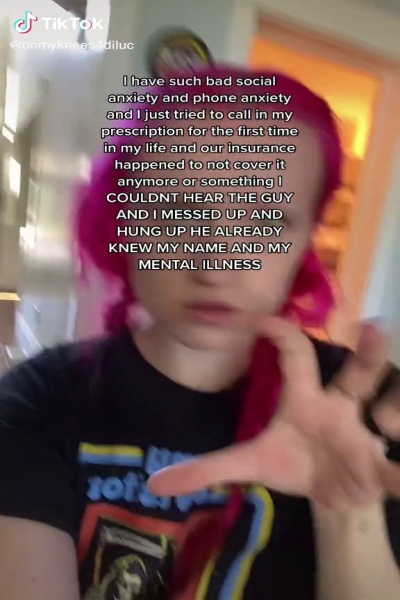 TikTok
@onmyknees4diluc
I have such bad social
anxiety and phone anxiety
and I just tried to call in my
prescription for the first time
in my life and our insurance
happened to not cover it
anymore or something I
COULDNT HEAR THE GUY
AND I MESSED UP AND
HUNG UP HE ALREADY
KNEW MY NAME AND MY
MENTAL ILLNESS